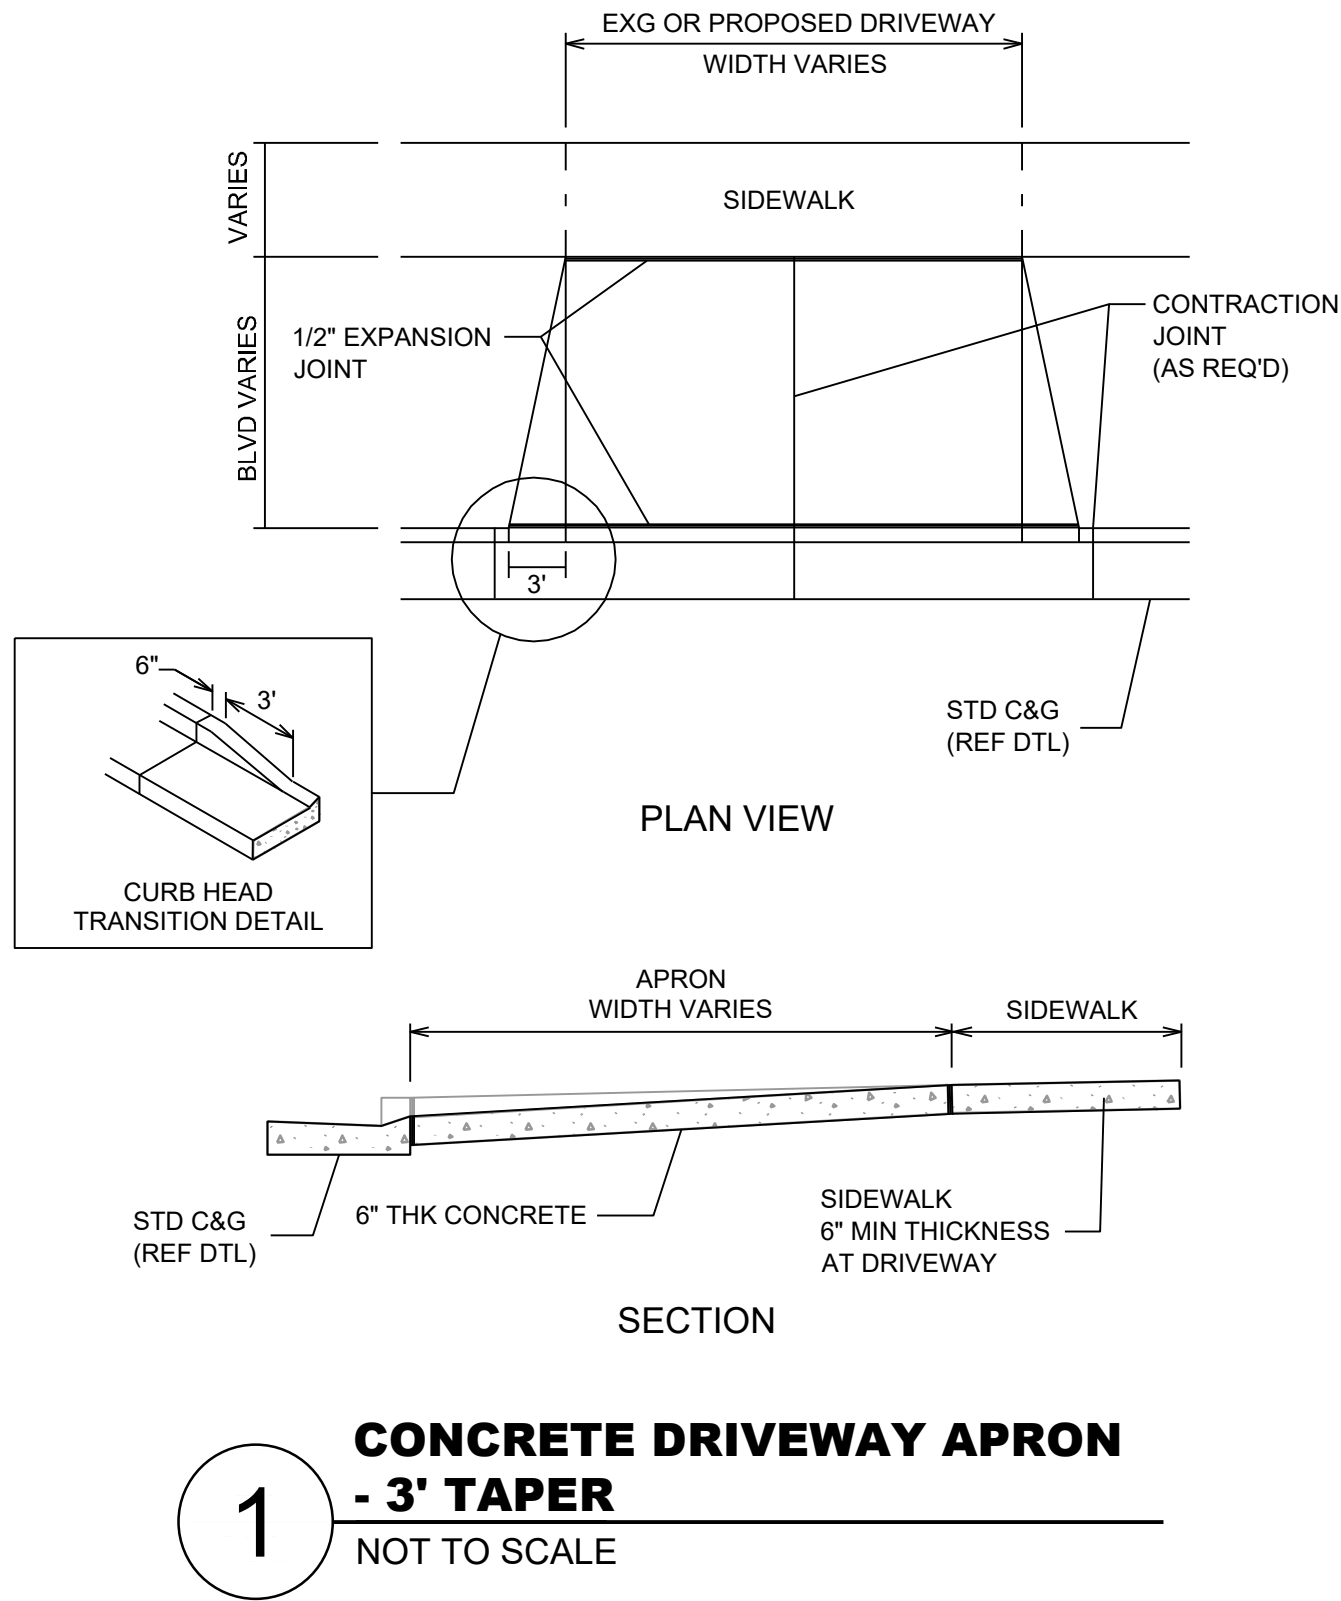 EXG OR PROPOSED DRIVEWAY
WIDTH VARIES
VARIES
SIDEWALK
BLVD VARIES
1/2" EXPANSION
JOINT
CONTRACTION
JOINT
(AS REQ'D)
3'
6"
3'
CURB HEAD
TRANSITION DETAIL
STD C&G
(REF DTL)
PLAN VIEW
APRON
WIDTH VARIES
SIDEWALK
STD C&G
(REF DTL)
6" THK CONCRETE
SIDEWALK
6" MIN THICKNESS
AT DRIVEWAY
SECTION
1
CONCRETE DRIVEWAY APRON
- 3' TAPER
NOT TO SCALE